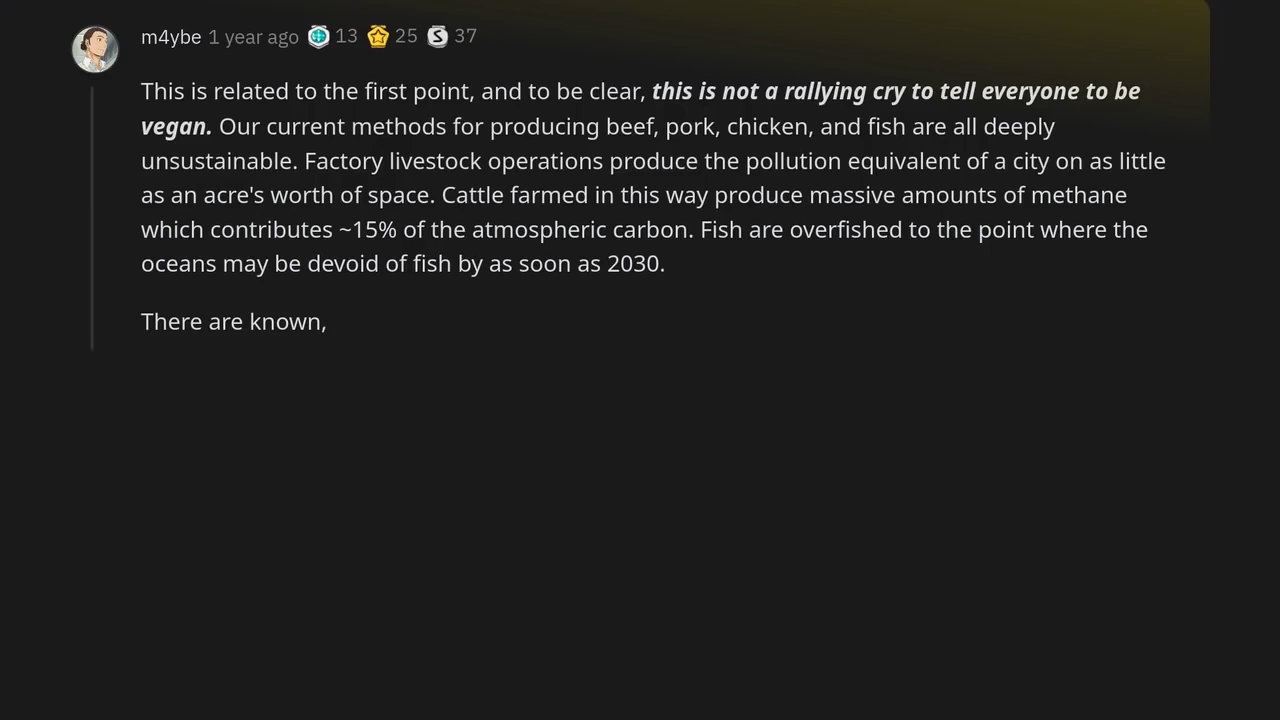 m4ybe 1 year ago 13 25 S 37
This is related to the first point, and to be clear, this is not a rallying cry to tell everyone to be
vegan. Our current methods for producing beef, pork, chicken, and fish are all deeply
unsustainable. Factory livestock operations produce the pollution equivalent of a city on as little
as an acre's worth of space. Cattle farmed in this way produce massive amounts of methane
which contributes ~15% of the atmospheric carbon. Fish are overfished to the point where the
oceans may be devoid of fish by as soon as 2030.
There are known,